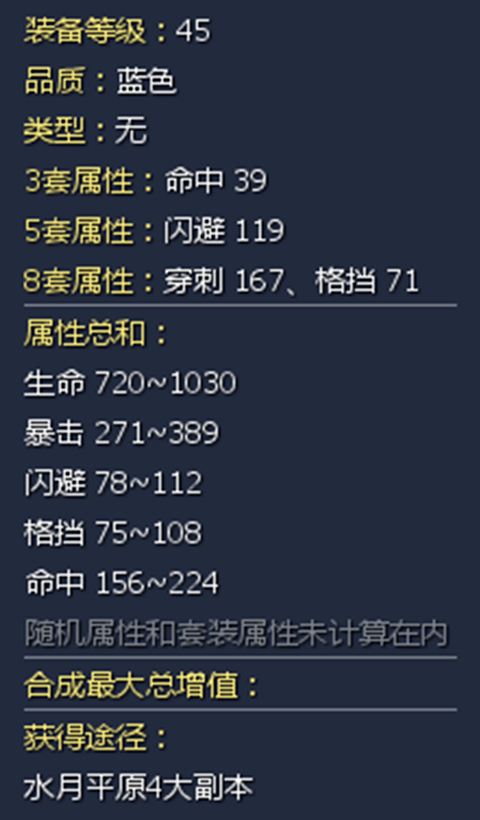 装备等级：45
品质：蓝色
类型：无
3套属性：命中 39
5套属性：闪避 119
8套属性：穿刺 167、格挡 71
属性总和：
生命 720~1030
暴击 271~389
闪避 78~112
格挡 75~108
命中 156~224
随机属性和套装属性未计算在内
合成最大总增值：
获得途径：
水月平原4大副本